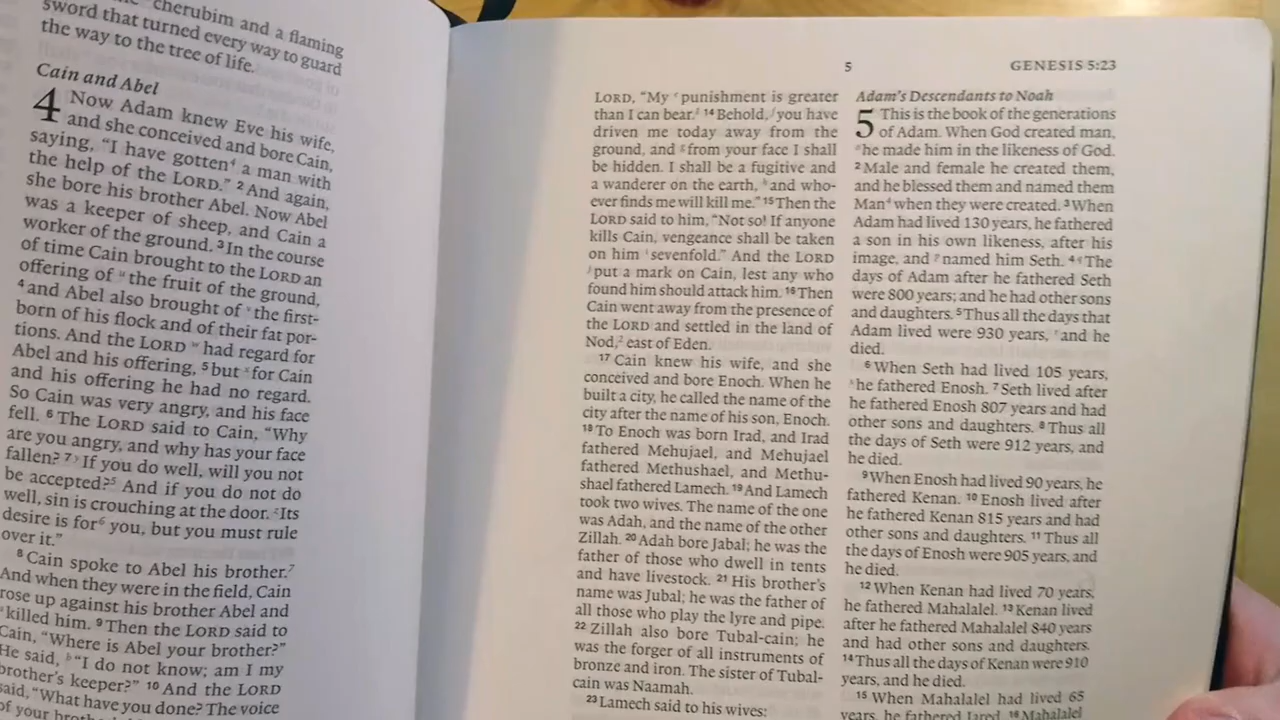 the cherubim and a flaming
sword that turned every way to guard
the way to the tree of life.
Cain and Abel
4 Now Adam knew Eve his wife,
and she conceived and bore Cain,
saying, “I have gotten⁴ a man with
the help of the LORD.” ² And again,
she bore his brother Abel. Now Abel
was a keeper of sheep, and Cain a
worker of the ground. ³ In the course
of time Cain brought to the LORD an
offering of ᵘ the fruit of the ground,
⁴ and Abel also brought of ᵛ the first-
born of his flock and of their fat por-
tions. And the LORD ʷ had regard for
Abel and his offering, ⁵ but ˣ for Cain
and his offering he had no regard.
So Cain was very angry, and his face
fell. ⁶ The LORD said to Cain, “Why
are you angry, and why has your face
fallen? ⁷ ʸ If you do well, will you not
be accepted?⁵ And if you do not do
well, sin is crouching at the door. ᶻ Its
desire is for⁶ you, but you must rule
over it.”
⁸ Cain spoke to Abel his brother.⁷
And when they were in the field, Cain
rose up against his brother Abel and
ᵃ killed him. ⁹ Then the LORD said to
Cain, “Where is Abel your brother?”
He said, ᵇ “I do not know; am I my
brother’s keeper?” ¹⁰ And the LORD
said, “What have you done? The voice
of your
5
GENESIS 5:23
LORD, “My ᶠ punishment is greater
than I can bear.¹ ¹⁴ Behold, ᶠ you have
driven me today away from the
ground, and ᵍ from your face I shall
be hidden. I shall be a fugitive and
a wanderer on the earth, ʰ and who-
ever finds me will kill me.” ¹⁵ Then the
LORD said to him, “Not so! If anyone
kills Cain, vengeance shall be taken
on him ⁱ sevenfold.” And the LORD
ʲ put a mark on Cain, lest any who
found him should attack him. ¹⁶ Then
Cain went away from the presence of
the LORD and settled in the land of
Nod,² east of Eden.
¹⁷ Cain knew his wife, and she
conceived and bore Enoch. When he
built a city, he called the name of the
city after the name of his son, Enoch.
¹⁸ To Enoch was born Irad, and Irad
fathered Mehujael, and Mehujael
fathered Methushael, and Methu-
shael fathered Lamech. ¹⁹ And Lamech
took two wives. The name of the one
was Adah, and the name of the other
Zillah. ²⁰ Adah bore Jabal; he was the
father of those who dwell in tents
and have livestock. ²¹ His brother’s
name was Jubal; he was the father of
all those who play the lyre and pipe.
²² Zillah also bore Tubal-cain; he
was the forger of all instruments of
bronze and iron. The sister of Tubal-
cain was Naamah.
²³ Lamech said to his wives:
Adam’s Descendants to Noah
5 This is the book of the generations
of Adam. When God created man,
ᵒ he made him in the likeness of God.
² Male and female he created them,
and he blessed them and named them
Man⁴ when they were created. ³ When
Adam had lived 130 years, he fathered
a son in his own likeness, after his
image, and ᵖ named him Seth. ⁴ ᑫ The
days of Adam after he fathered Seth
were 800 years; and he had other sons
and daughters. ⁵ Thus all the days that
Adam lived were 930 years, ʳ and he
died.
⁶ When Seth had lived 105 years,
ˢ he fathered Enosh. ⁷ Seth lived after
he fathered Enosh 807 years and had
other sons and daughters. ⁸ Thus all
the days of Seth were 912 years, and
he died.
⁹ When Enosh had lived 90 years, he
fathered Kenan. ¹⁰ Enosh lived after
he fathered Kenan 815 years and had
other sons and daughters. ¹¹ Thus all
the days of Enosh were 905 years, and
he died.
¹² When Kenan had lived 70 years,
he fathered Mahalalel. ¹³ Kenan lived
after he fathered Mahalalel 840 years
and had other sons and daughters.
¹⁴ Thus all the days of Kenan were 910
years, and he died.
¹⁵ When Mahalalel had lived 65
years, he fathered Jared. ¹⁶ Mahalalel